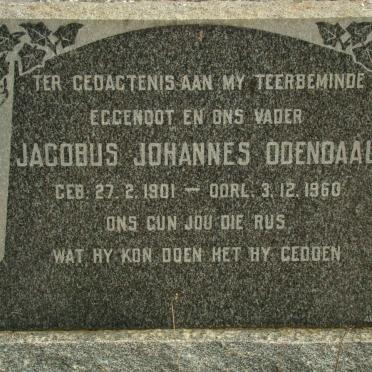 TER GEDAGTENIS AAN MY TEERBEMINDE
EGGENOOT EN ONS VADER
JACOBUS JOHANNES ODENDAAL
GEB. 27.2.1901 — OORL. 3.12.1960
ONS GUN JOU DIE RUS
WAT HY KON DOEN HET HY GEDOEN